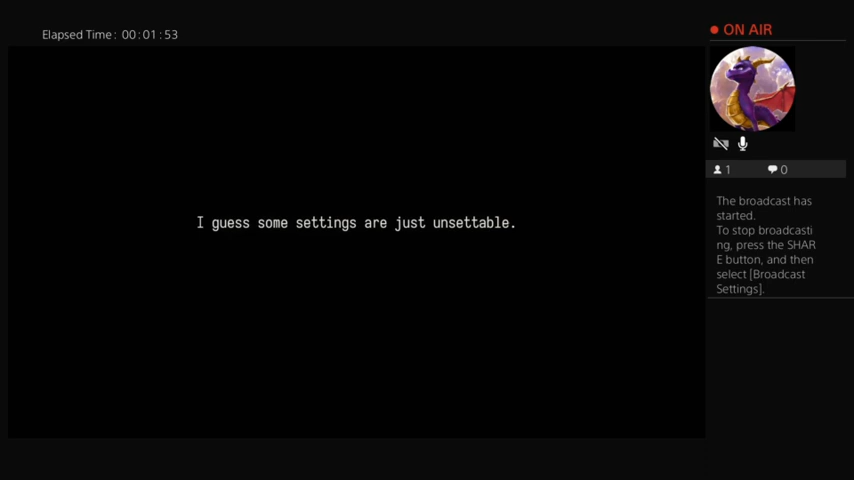 Elapsed Time: 00:01:53
ON AIR
1 0
I guess some settings are just unsettable.
The broadcast has
started.
To stop broadcasti
ng, press the SHAR
E button, and then
select [Broadcast
Settings].